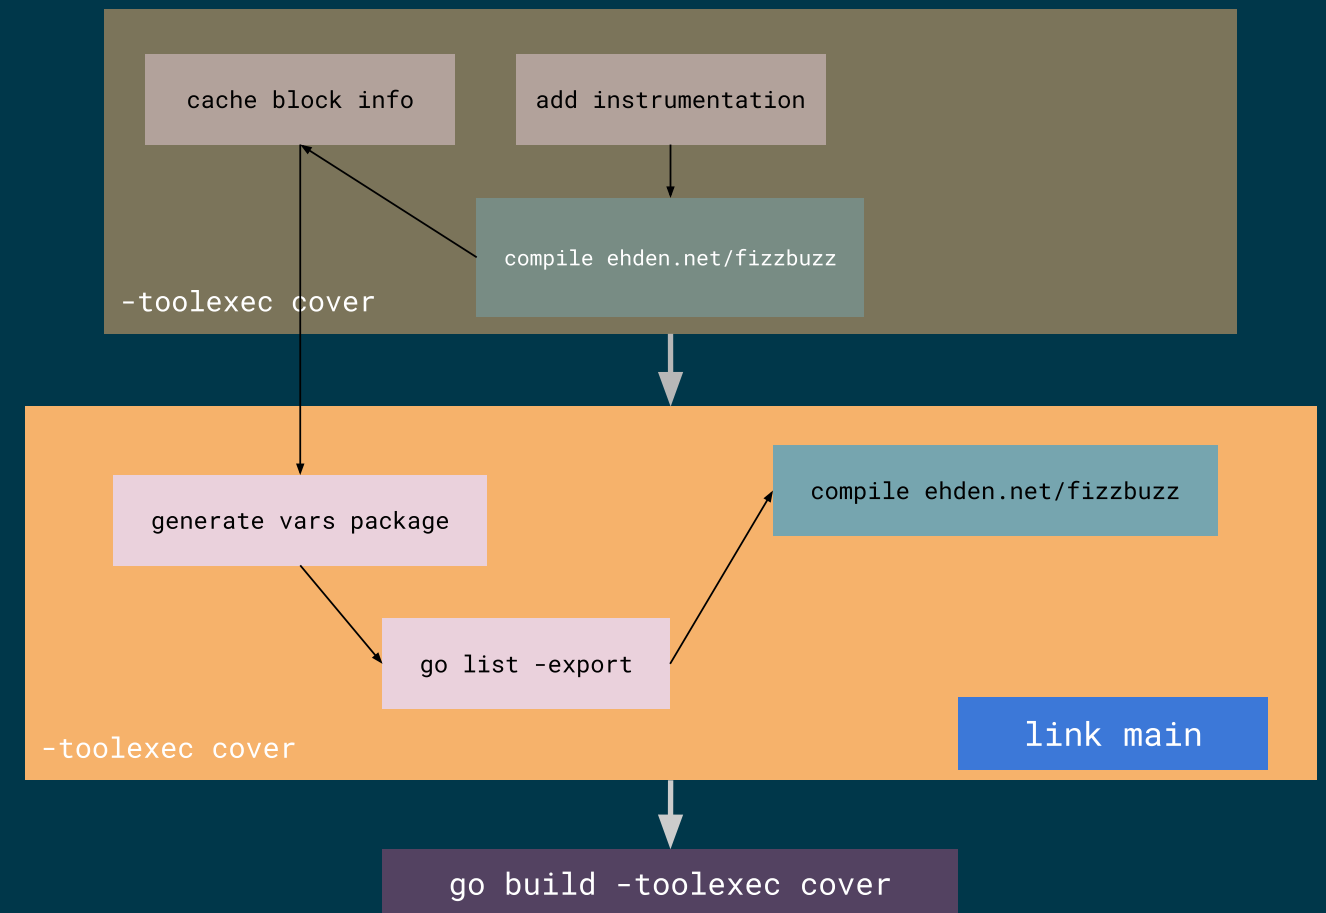 cache block info
add instrumentation
compile ehden.net/fizzbuzz
-toolexec cover
compile ehden.net/fizzbuzz
generate vars package
go list -export
link main
-toolexec cover
go build -toolexec cover